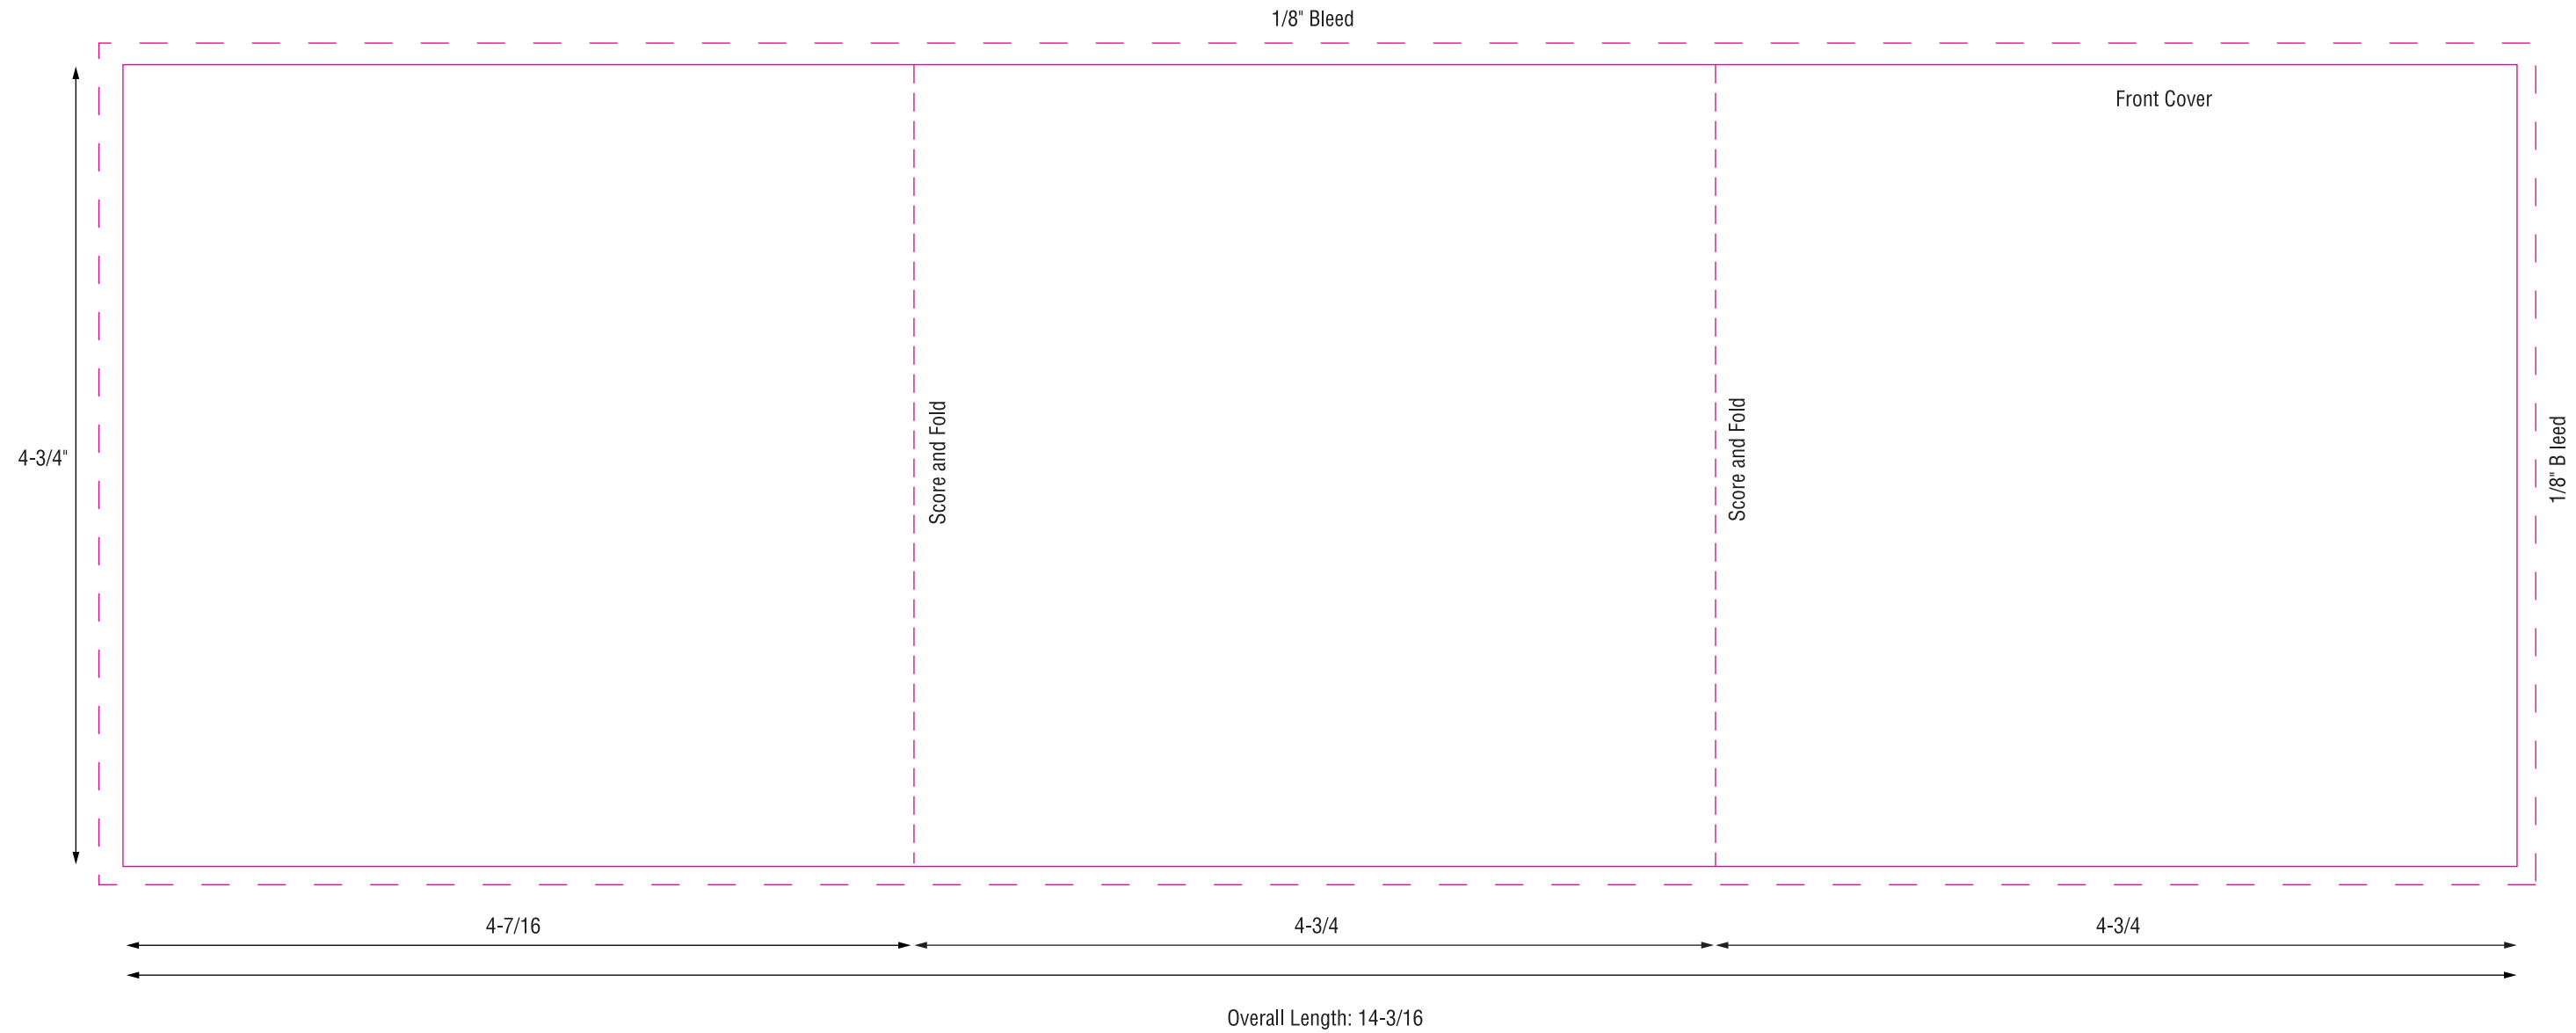 1/8" Bleed
Front Cover
4-3/4"
Score and Fold
Score and Fold
1/8" B leed
4-7/16
4-3/4
4-3/4
Overall Length: 14-3/16